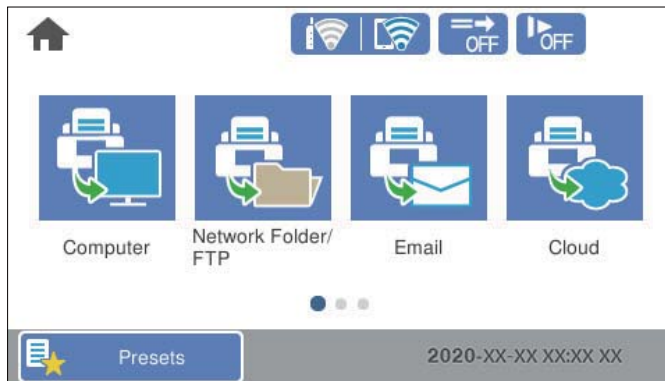 OFF
OFF
Computer
Network Folder/
FTP
Email
Cloud
Presets
2020-XX-XX XX:XX XX